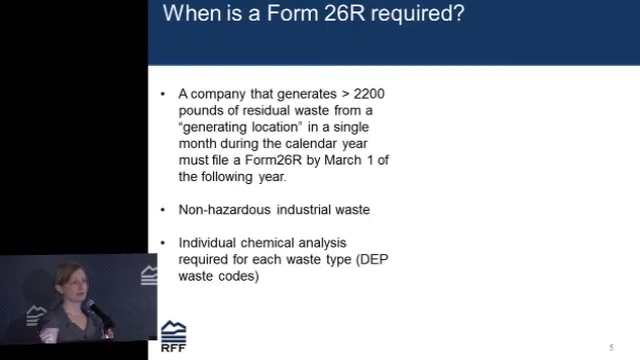 When is a Form 26R required?
• A company that generates > 2200
pounds of residual waste from a
“generating location” in a single
month during the calendar year
must file a Form26R by March 1 of
the following year.
• Non-hazardous industrial waste
• Individual chemical analysis
required for each waste type (DEP
waste codes)
RFF
5